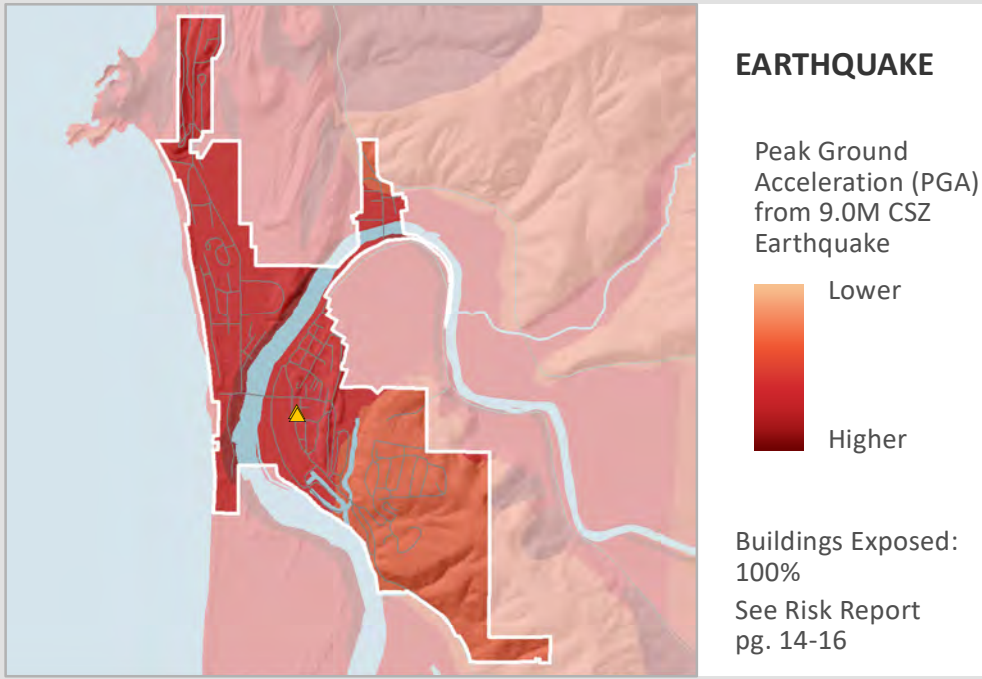 EARTHQUAKE
Peak Ground
Acceleration (PGA)
from 9.0M CSZ
Earthquake
Lower
Higher
Buildings Exposed:
100%
See Risk Report
pg. 14-16